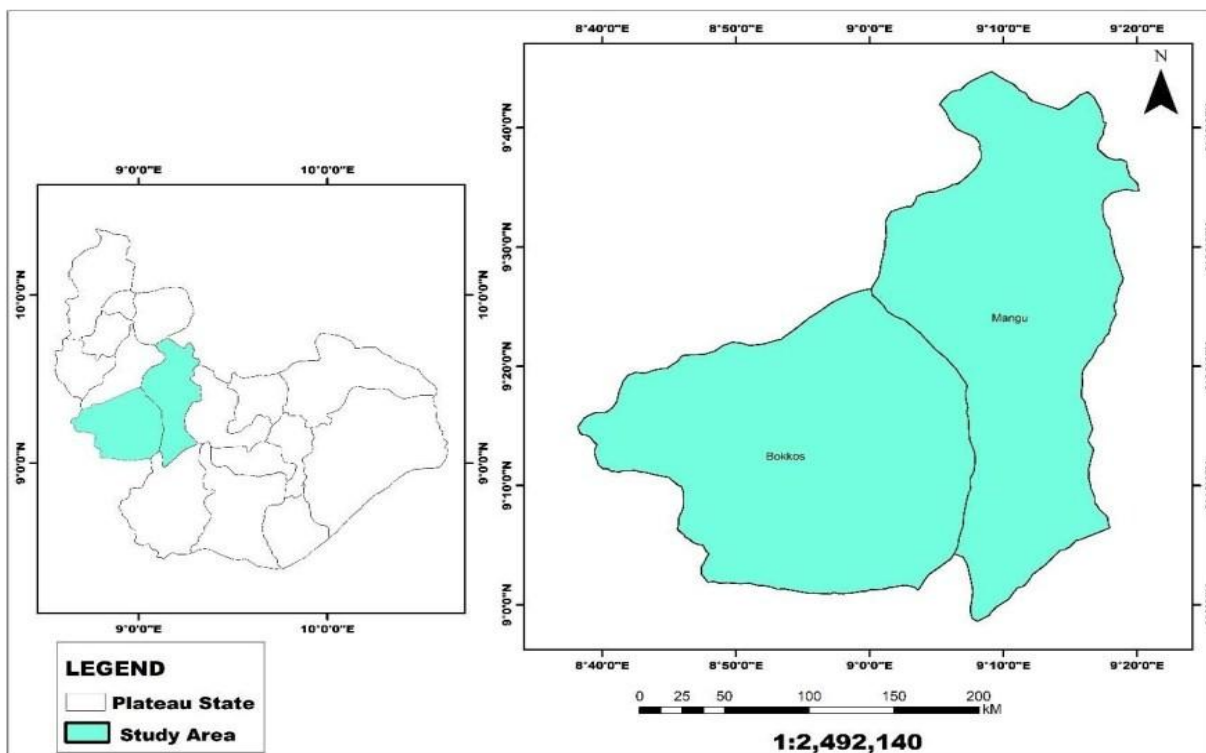 8°40'0"E 8°50'0"E 9°0'0"E 9°10'0"E 9°20'0"E
N
9°40'0"N
9°30'0"N
9°20'0"N
9°10'0"N
9°0'0"N
Mangu
Bokkos
8°40'0"E 8°50'0"E 9°0'0"E 9°10'0"E 9°20'0"E
9°0'0"E 10°0'0"E
10°0'0"N 10°0'0"N
9°0'0"N 9°0'0"N
9°0'0"E 10°0'0"E
LEGEND
Plateau State
Study Area
0 25 50 100 150 200
KM
1:2,492,140